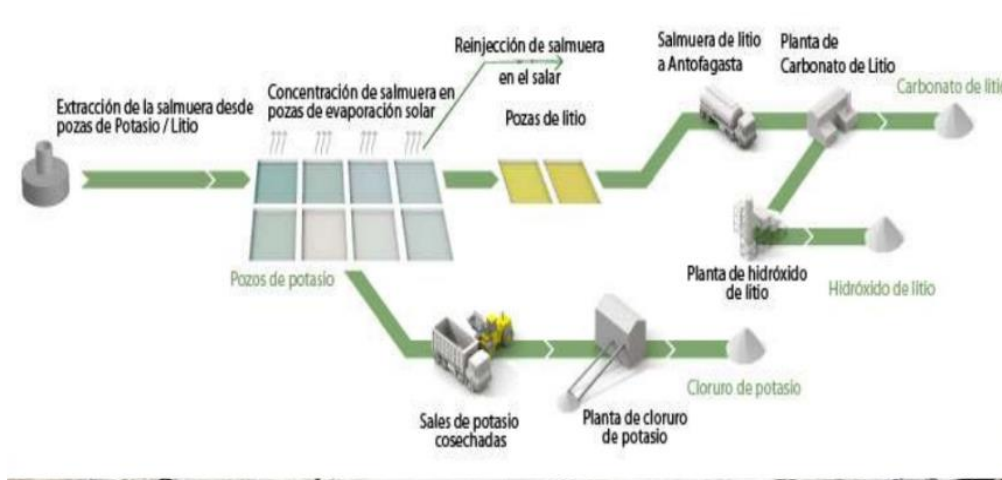 Extracción de la salmuera desde
pozas de Potasio / Litio
Concentración de salmuera en
pozas de evaporación solar
Reinjección de salmuera
en el salar
Pozas de litio
Salmuera de litio
a Antofagasta
Planta de
Carbonato de Litio
Carbonato de litio
Planta de hidróxido
de litio
Hidróxido de litio
Pozos de potasio
Sales de potasio
cosechadas
Planta de cloruro
de potasio
Cloruro de potasio